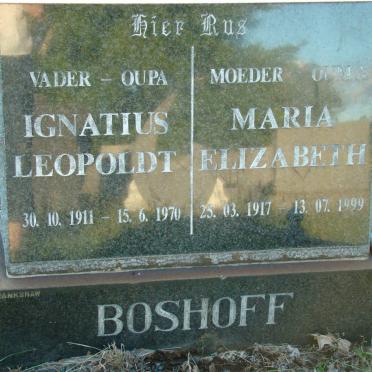 Hier Rus
VADER - OUPA
IGNATIUS
LEOPOLDT
30. 10. 1911 - 15. 6. 1970
MOEDER - OUMA
MARIA
ELIZABETH
25. 03. 1917 - 13. 07. 1999
BOSHOFF